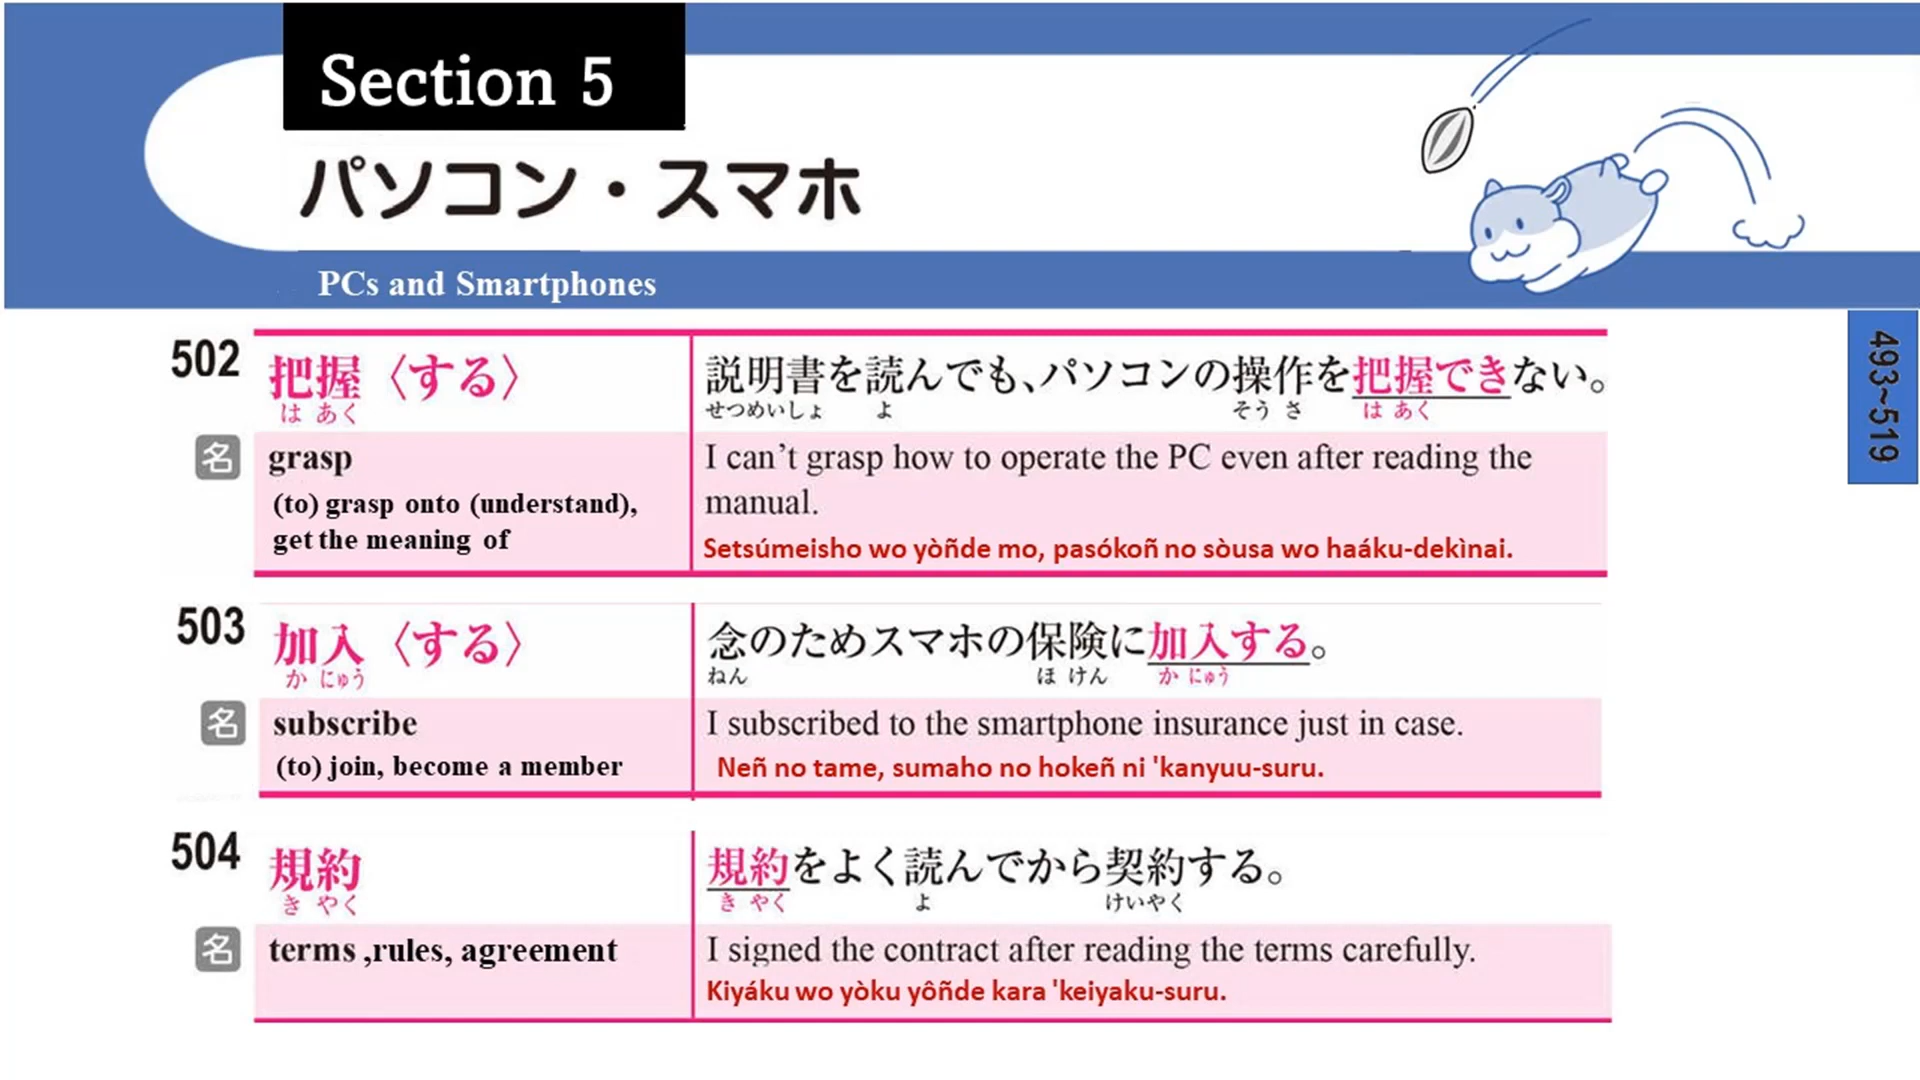 Section 5
パソコン・スマホ
PCs and Smartphones
493~519
502
把握〈する〉
は あく
名
grasp
(to) grasp onto (understand),
get the meaning of
説明書を読んでも、パソコンの操作を把握できない。
せつめいしょ よ そう さ は あく
I can't grasp how to operate the PC even after reading the
manual.
Setsúmeisho wo yòñde mo, pasókoñ no sòusa wo haáku-dekìnai.
503
加入〈する〉
か にゅう
名
subscribe
(to) join, become a member
念のためスマホの保険に加入する。
ねん ほ けん か にゅう
I subscribed to the smartphone insurance just in case.
Neñ no tame, sumaho no hokeñ ni 'kanyuu-suru.
504
規約
き やく
名
terms ,rules, agreement
規約をよく読んでから契約する。
き やく よ けいやく
I signed the contract after reading the terms carefully.
Kiyáku wo yòku yôñde kara 'keiyaku-suru.